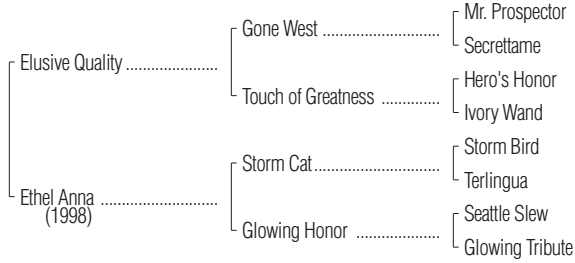 Mr. Prospector
Gone West ......................
Secrettame
Elusive Quality ......................
Hero's Honor
Touch of Greatness ..............
Ivory Wand
Storm Bird
Storm Cat..............................
Terlingua
Ethel Anna ............................
(1998)
Seattle Slew
Glowing Honor ....................
Glowing Tribute